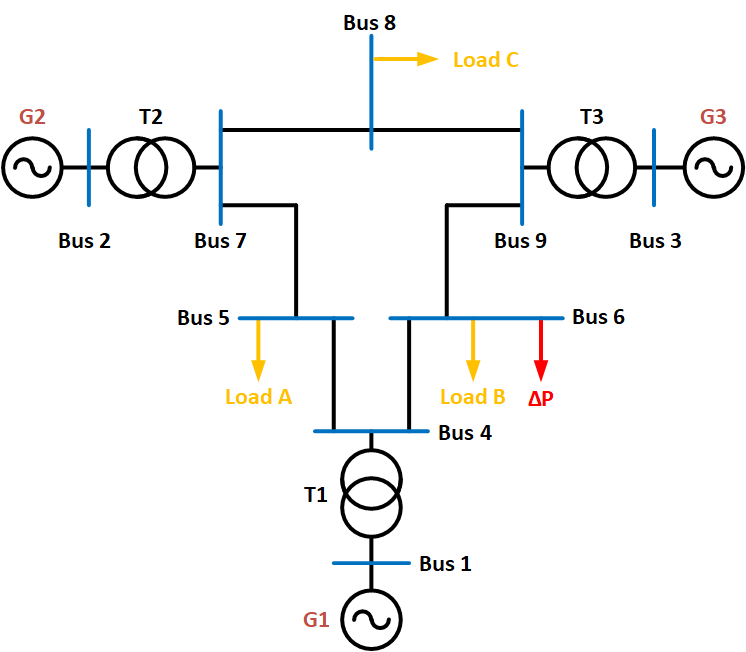 Bus 8
Load C
G2
T2
T3
G3
Bus 2
Bus 7
Bus 9
Bus 3
Bus 5
Bus 6
Load A
Load B
ΔP
Bus 4
T1
Bus 1
G1